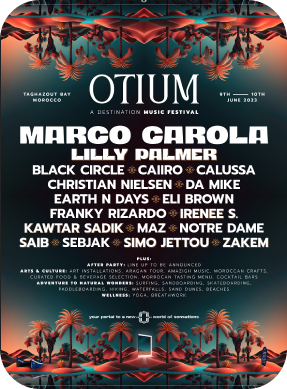 TAGHAZOUT BAY
MOROCCO
OTIUM
9TH — 10TH
JUNE 2023
A DESTINATION MUSIC FESTIVAL
MARCO CAROLA
LILLY PALMER
BLACK CIRCLE CAIIRO CALUSSA
CHRISTIAN NIELSEN DA MIKE
EARTH N DAYS ELI BROWN
FRANKY RIZARDO IRENEE S.
KAWTAR SADIK MAZ NOTRE DAME
SAIB SEBJAK SIMO JETTOU ZAKEM
PLUS:
AFTER PARTY: LINE UP TO BE ANNOUNCED
ARTS & CULTURE: ART INSTALLATIONS, ARAGAN TOUR, AMAZIGH MUSIC, MOROCCAN CRAFTS,
CURATED FOOD & BEVERAGE SELECTION, MOROCCAN TASTING MENU, COCKTAIL BARS
ADVENTURE TO NATURAL WONDERS: SURFING, SANDBOARDING, SKATEBOARDING,
PADDLEBOARDING, HIKING, WATERFALLS, SAND DUNES, BEACHES
WELLNESS: YOGA, BREATHWORK
your portal to a new world of sensations